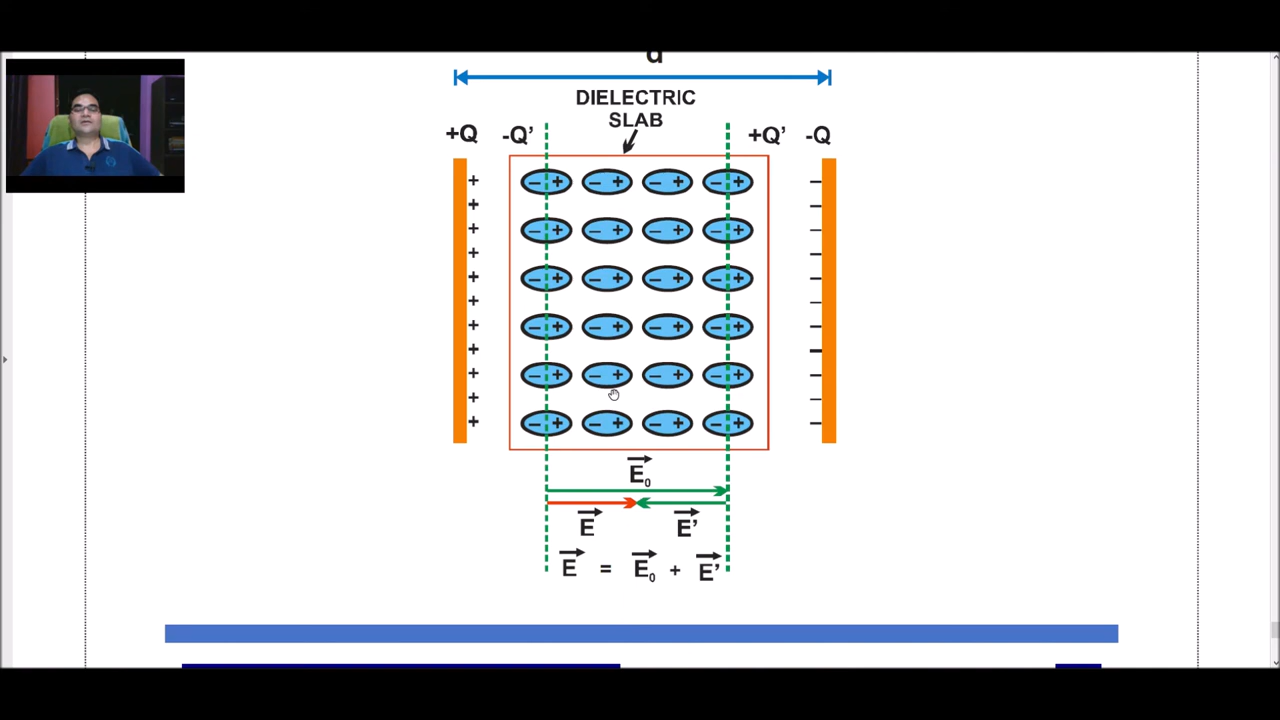 d
DIELECTRIC
SLAB
+Q -Q’ +Q’ -Q
E₀
E E’
E = E₀ + E’